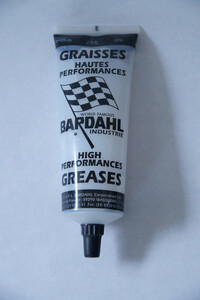 GRAISSES
HAUTES
PERFORMANCES
WORLD FAMOUS
BARDAHL
INDUSTRIE
HIGH
PERFORMANCES
GREASES